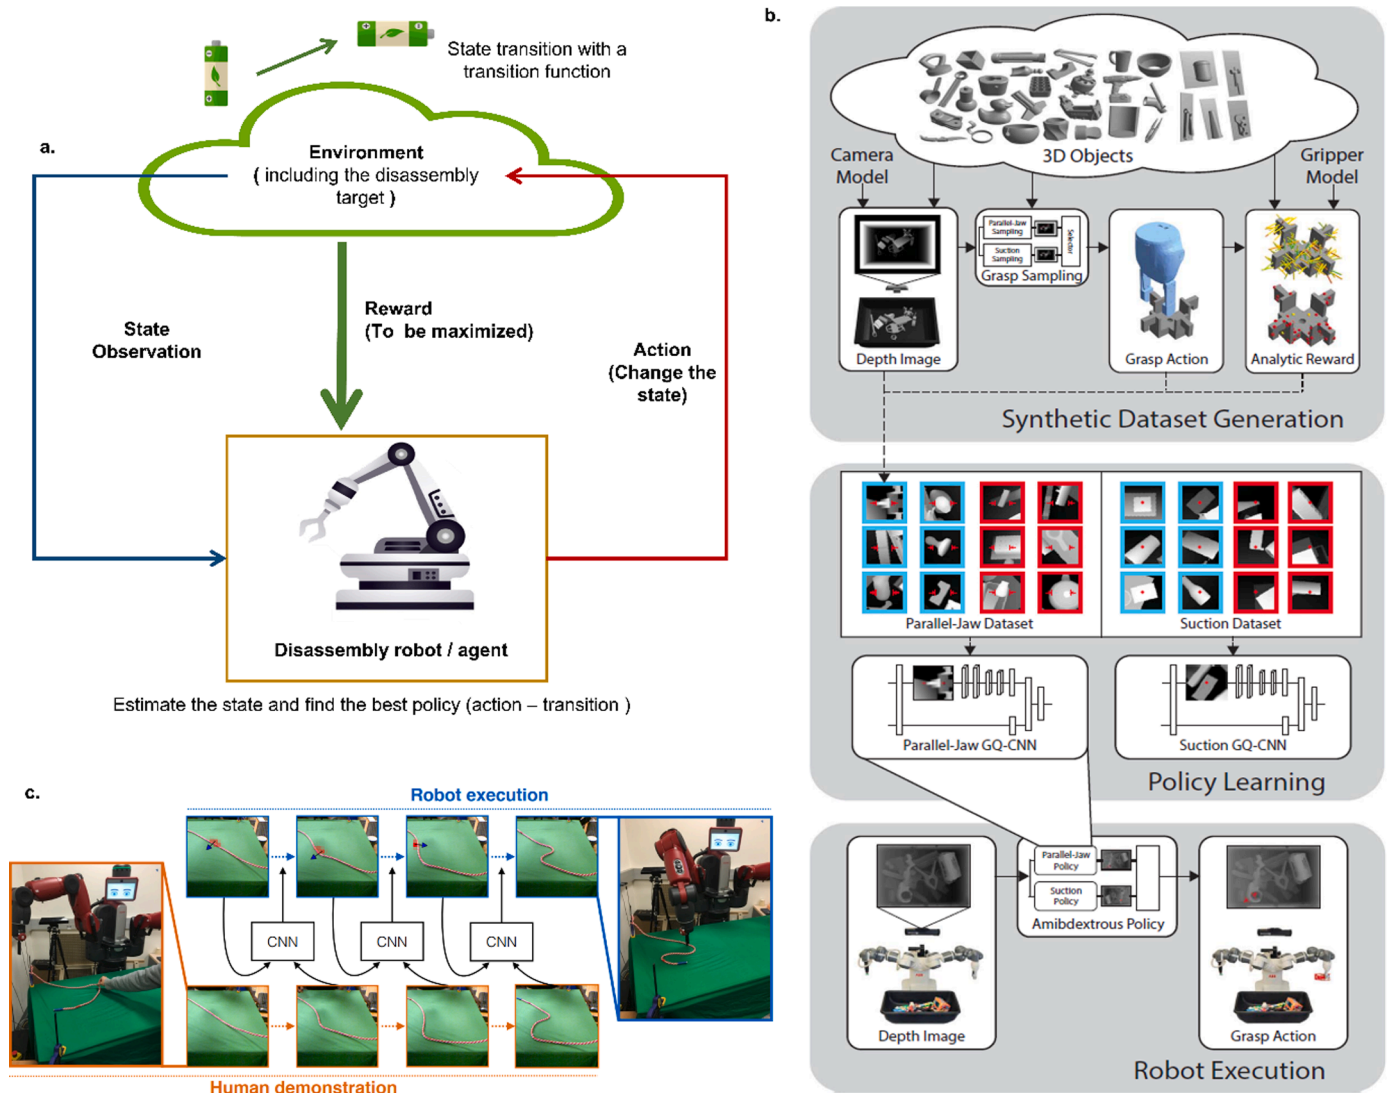 State transition with a
transition function
a.
Environment
( including the disassembly
target )
State
Observation
Reward
(To be maximized)
Action
(Change the
state)
Disassembly robot / agent
Estimate the state and find the best policy (action – transition )
b.
3D Objects
Camera
Model
Gripper
Model
Depth Image
Parallel-Jaw
Sampling
Suction
Sampling
Selector
Grasp Sampling
Grasp Action
Analytic Reward
Synthetic Dataset Generation
Parallel-Jaw Dataset
Suction Dataset
Parallel-Jaw GQ-CNN
Suction GQ-CNN
Policy Learning
Depth Image
Parallel-Jaw
Policy
Suction
Policy
Amibdextrous Policy
Grasp Action
Robot Execution
c.
Robot execution
CNN
CNN
CNN
Human demonstration